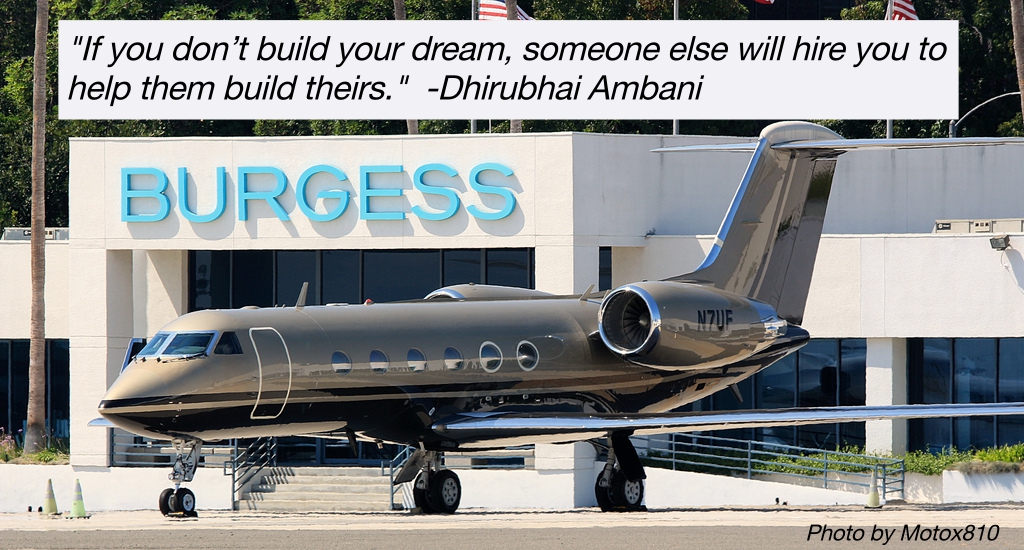 "If you don’t build your dream, someone else will hire you to
help them build theirs."  -Dhirubhai Ambani
BURGESS
N7UF
Photo by Motox810